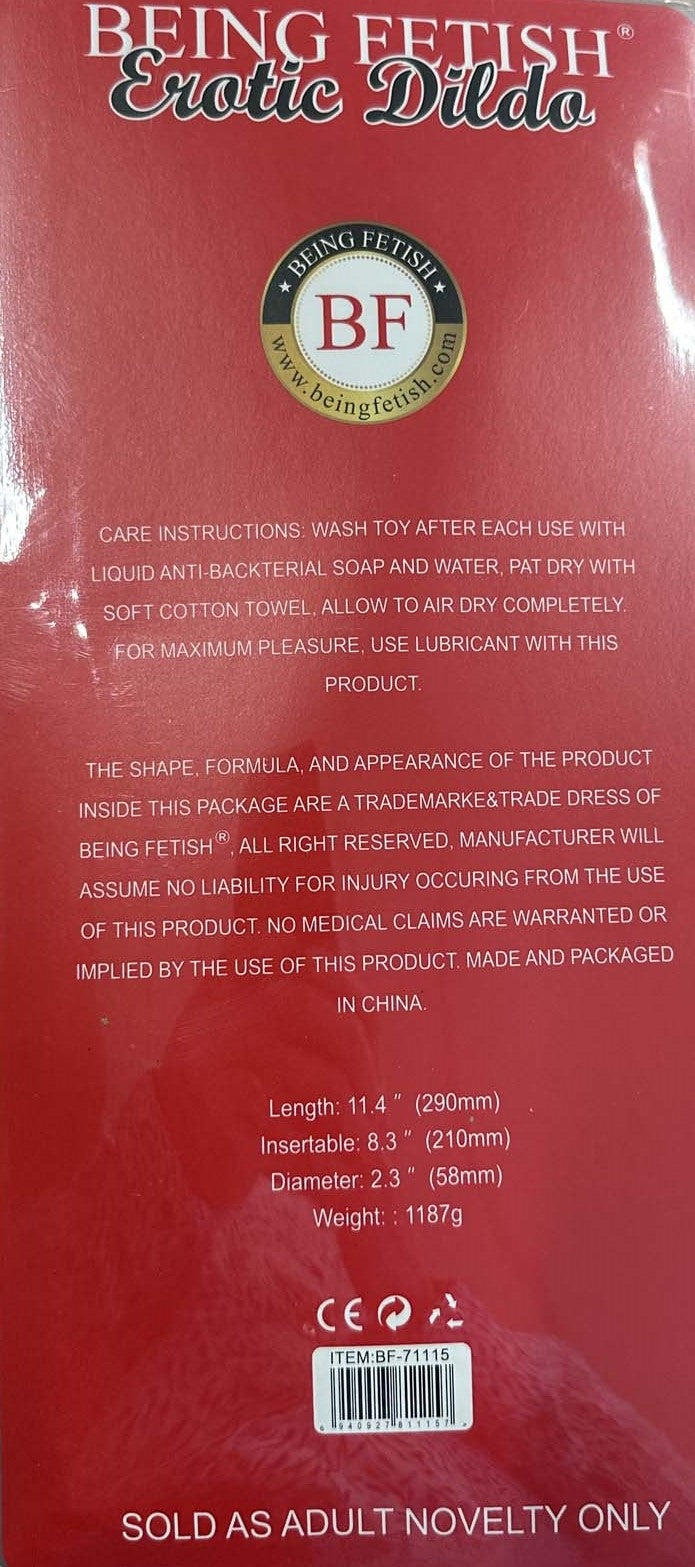 BEING FETISH®
Erotic Dildo
BEING FETISH
BF
www.beingfetish.com
CARE INSTRUCTIONS: WASH TOY AFTER EACH USE WITH
LIQUID ANTI-BACKTERIAL SOAP AND WATER, PAT DRY WITH
SOFT COTTON TOWEL, ALLOW TO AIR DRY COMPLETELY.
FOR MAXIMUM PLEASURE, USE LUBRICANT WITH THIS
PRODUCT.
THE SHAPE, FORMULA, AND APPEARANCE OF THE PRODUCT
INSIDE THIS PACKAGE ARE A TRADEMARKE&TRADE DRESS OF
BEING FETISH®, ALL RIGHT RESERVED, MANUFACTURER WILL
ASSUME NO LIABILITY FOR INJURY OCCURING FROM THE USE
OF THIS PRODUCT. NO MEDICAL CLAIMS ARE WARRANTED OR
IMPLIED BY THE USE OF THIS PRODUCT. MADE AND PACKAGED
IN CHINA.
Length: 11.4 " (290mm)
Insertable: 8.3 " (210mm)
Diameter: 2.3 " (58mm)
Weight: : 1187g
CE
ITEM:BF-71115
6 940927 811157 >
SOLD AS ADULT NOVELTY ONLY